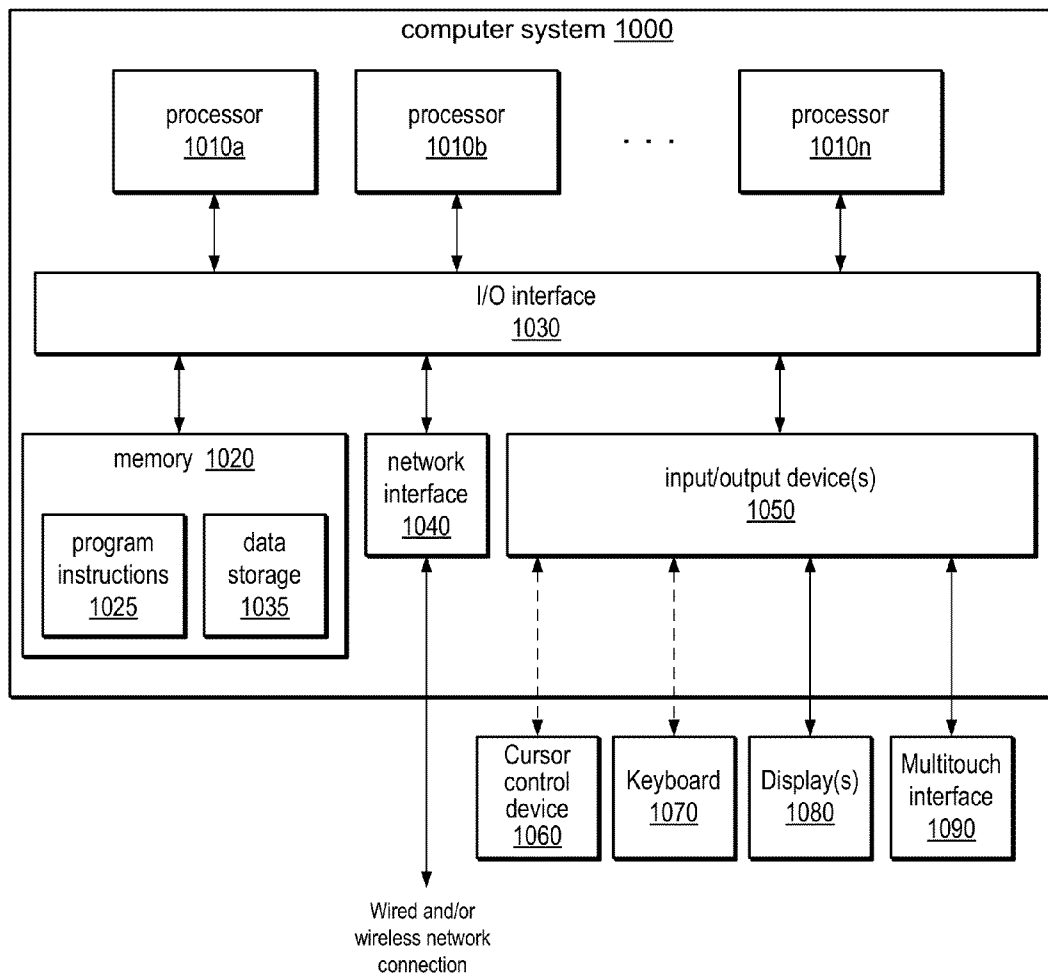 computer system 1000
processor
1010a
processor
1010b
. . .
processor
1010n
I/O interface
1030
memory 1020
program
instructions
1025
data
storage
1035
network
interface
1040
input/output device(s)
1050
Cursor
control
device
1060
Keyboard
1070
Display(s)
1080
Multitouch
interface
1090
Wired and/or
wireless network
connection